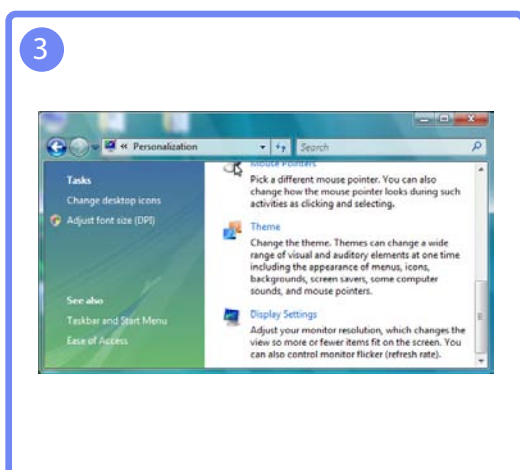 3
« Personalization
Search
Tasks
Change desktop icons
Adjust font size (DPI)
See also
Taskbar and Start Menu
Ease of Access
Mouse Pointers
Pick a different mouse pointer. You can also
change how the mouse pointer looks during such
activities as clicking and selecting.
Theme
Change the theme. Themes can change a wide
range of visual and auditory elements at one time
including the appearance of menus, icons,
backgrounds, screen savers, some computer
sounds, and mouse pointers.
Display Settings
Adjust your monitor resolution, which changes the
view so more or fewer items fit on the screen. You
can also control monitor flicker (refresh rate).